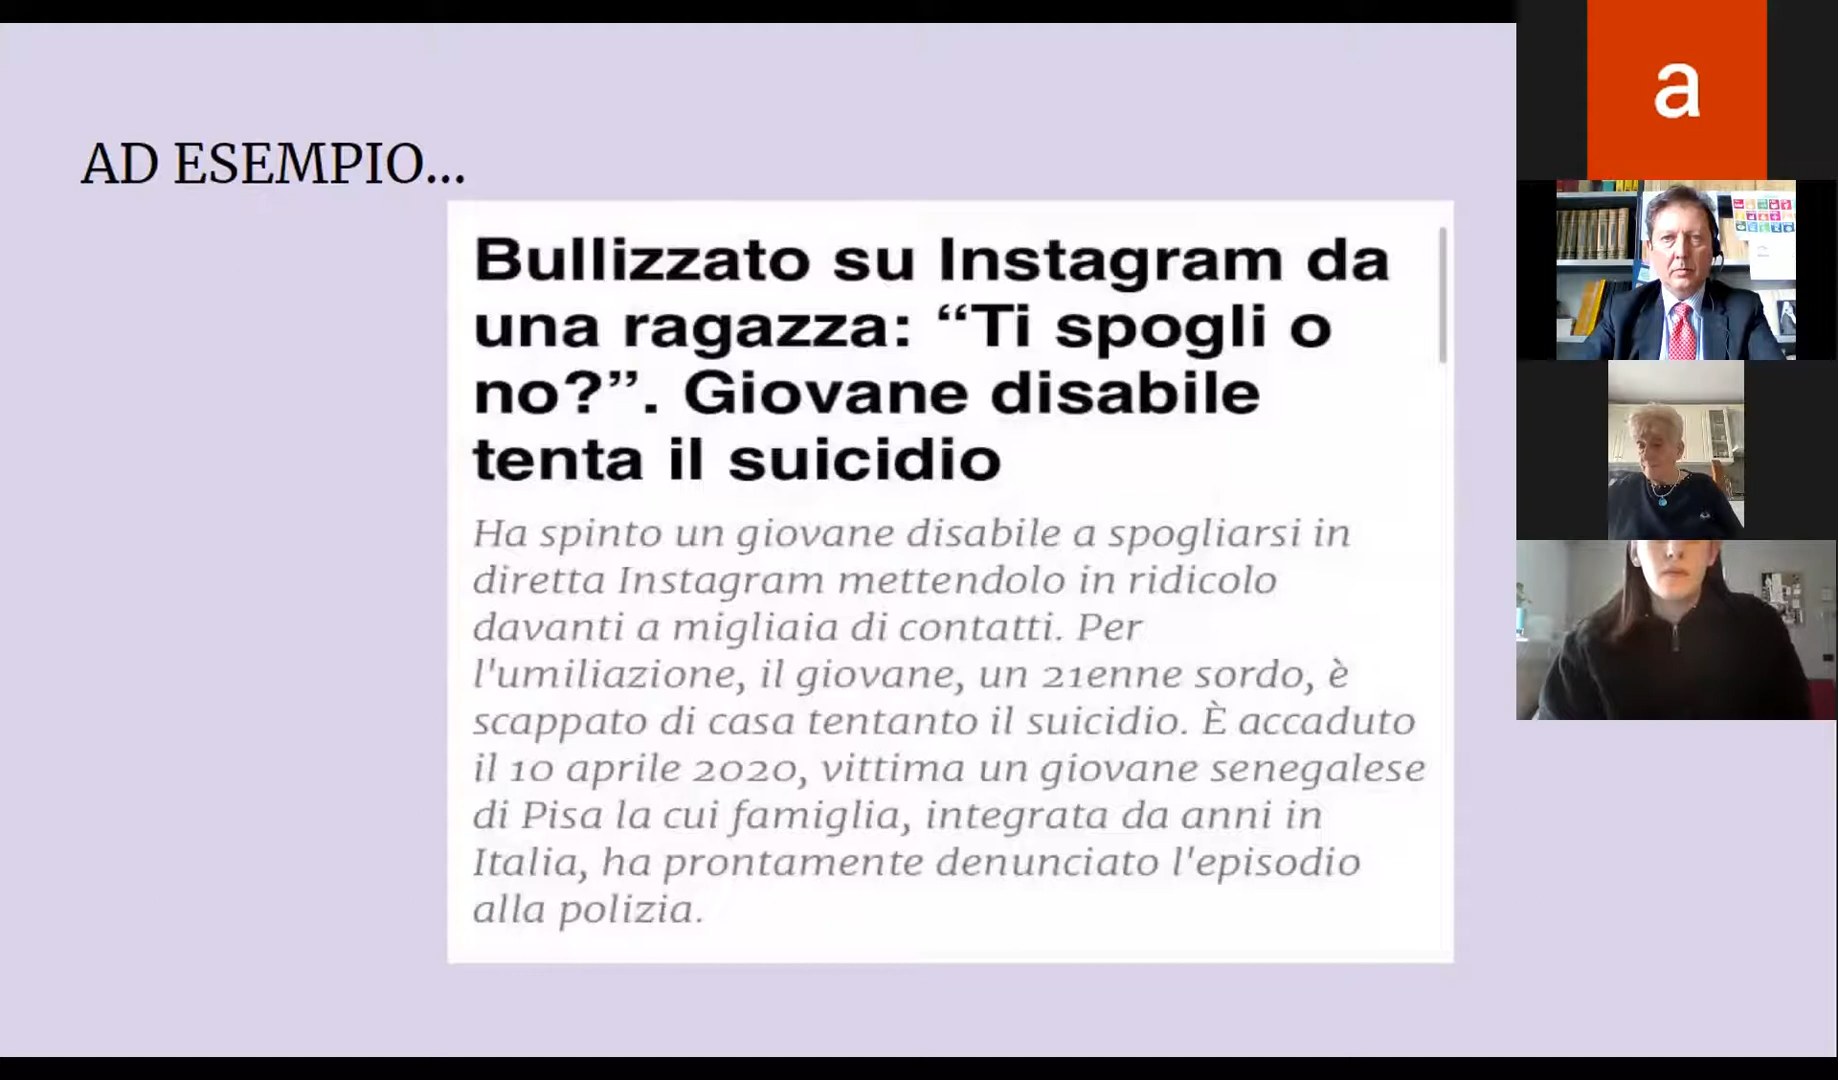 AD ESEMPIO...
Bullizzato su Instagram da
una ragazza: “Ti spogli o
no?”. Giovane disabile
tenta il suicidio
Ha spinto un giovane disabile a spogliarsi in
diretta Instagram mettendolo in ridicolo
davanti a migliaia di contatti. Per
l'umiliazione, il giovane, un 21enne sordo, è
scappato di casa tentanto il suicidio. È accaduto
il 10 aprile 2020, vittima un giovane senegalese
di Pisa la cui famiglia, integrata da anni in
Italia, ha prontamente denunciato l'episodio
alla polizia.
a